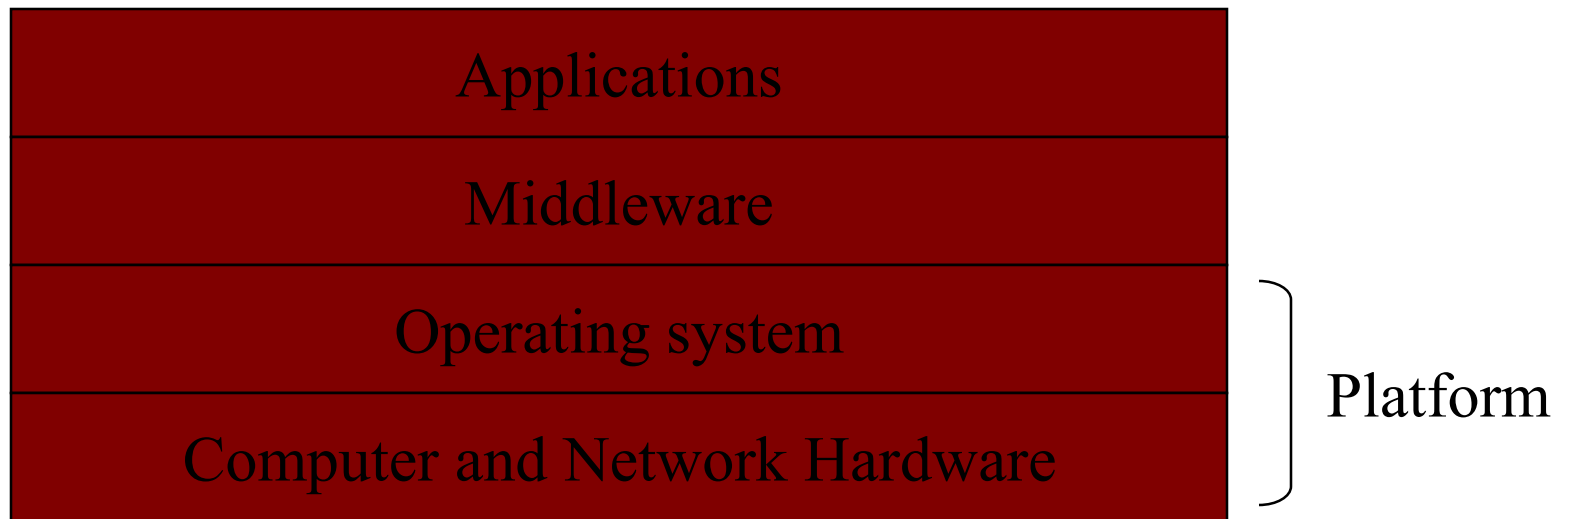 Applications
Middleware
Operating system
Platform
Computer and Network Hardware